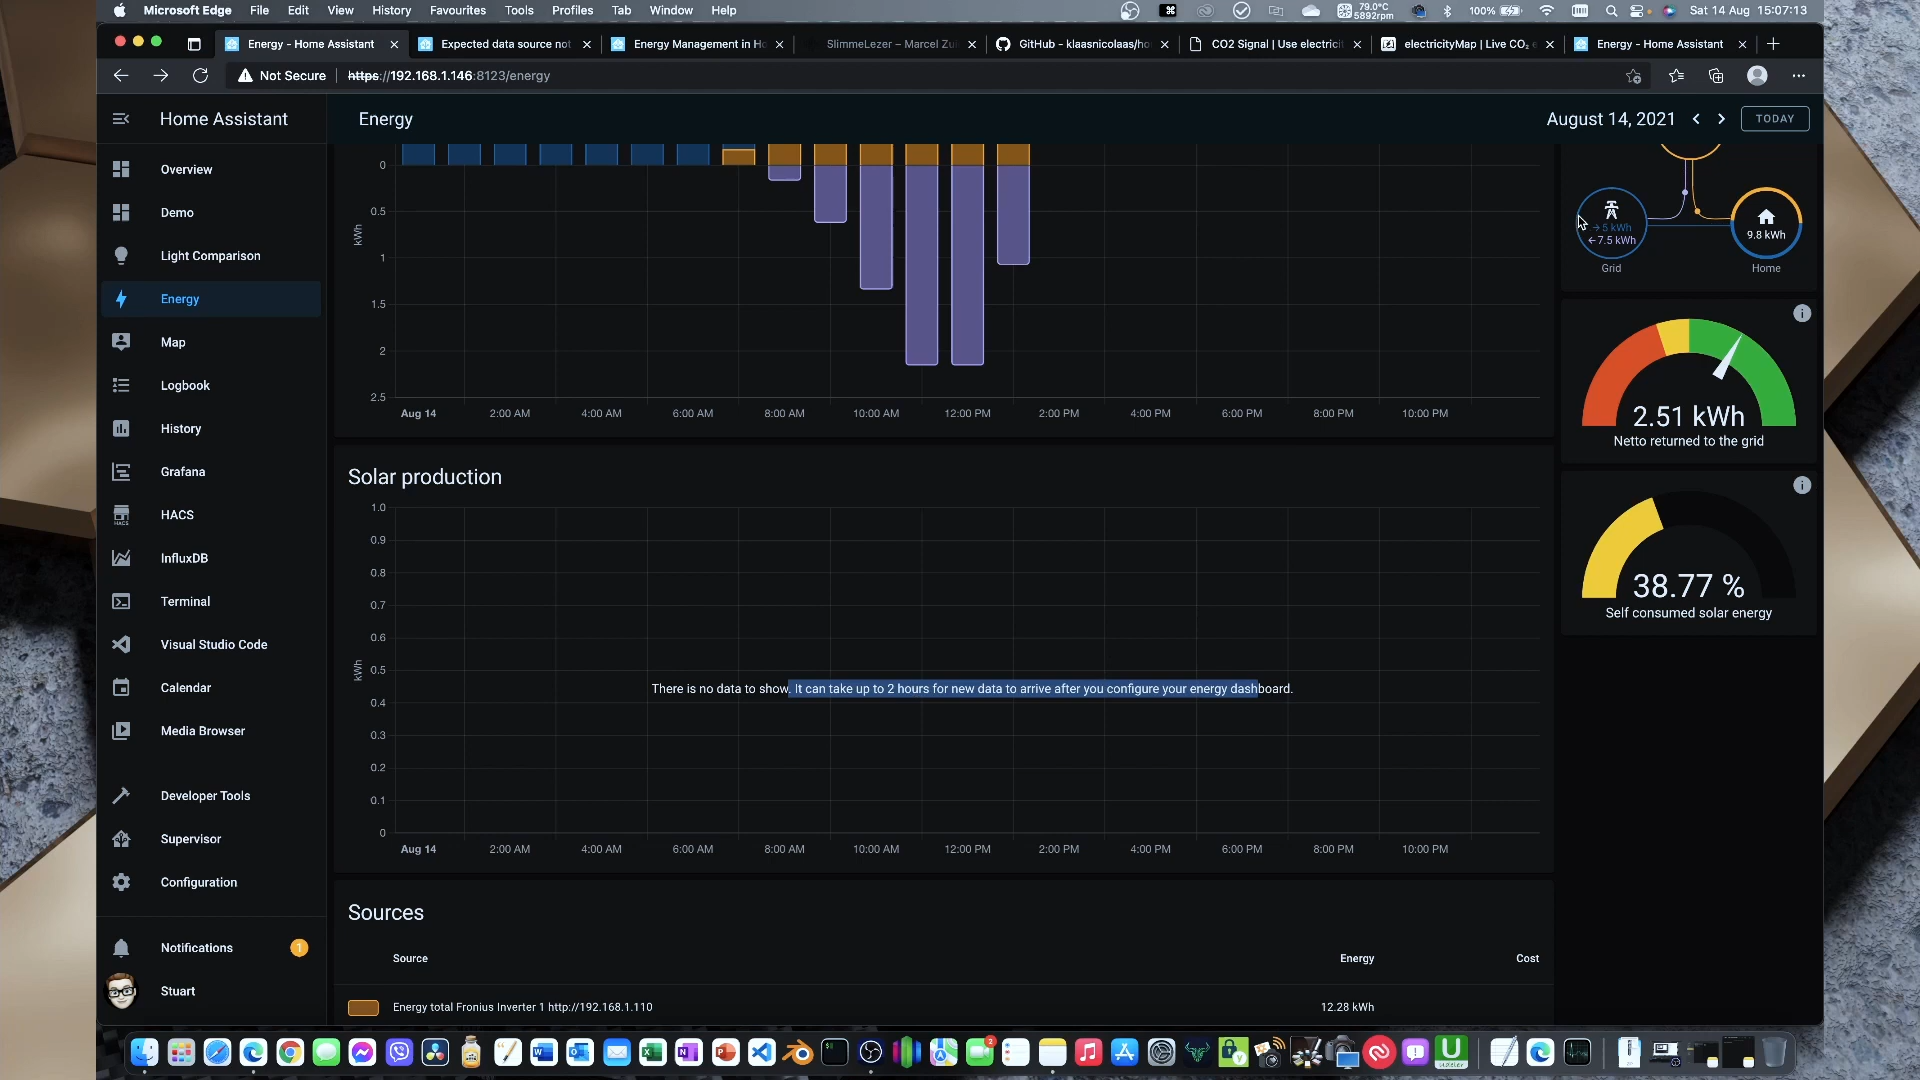 Microsoft Edge File Edit View History Favourites Tools Profiles Tab Window Help
79.0°C
5892rpm
100%
Sat 14 Aug 15:07:13
Energy - Home Assistant
Expected data source not
Energy Management in Ho
SlimmeLezer – Marcel Zui
GitHub - klaasnicolaas/ho
CO2 Signal | Use electricit
electricityMap | Live CO₂ e
Energy - Home Assistant
Not Secure
https://192.168.1.146:8123/energy
Home Assistant
Energy
August 14, 2021
TODAY
Overview
Demo
Light Comparison
Energy
Map
Logbook
History
Grafana
HACS
HACS
InfluxDB
Terminal
Visual Studio Code
Calendar
Media Browser
Developer Tools
Supervisor
Configuration
Notifications
1
Stuart
0
0.5
1
1.5
2
2.5
kWh
Aug 14 2:00 AM 4:00 AM 6:00 AM 8:00 AM 10:00 AM 12:00 PM 2:00 PM 4:00 PM 6:00 PM 8:00 PM 10:00 PM
Solar production
1.0
0.9
0.8
0.7
0.6
0.5
0.4
0.3
0.2
0.1
0
kWh
There is no data to show. It can take up to 2 hours for new data to arrive after you configure your energy dashboard.
Aug 14 2:00 AM 4:00 AM 6:00 AM 8:00 AM 10:00 AM 12:00 PM 2:00 PM 4:00 PM 6:00 PM 8:00 PM 10:00 PM
Sources
Source Energy Cost
Energy total Fronius Inverter 1 http://192.168.1.110 12.28 kWh
→5 kWh
←7.5 kWh
Grid
9.8 kWh
Home
2.51 kWh
Netto returned to the grid
38.77 %
Self consumed solar energy
2